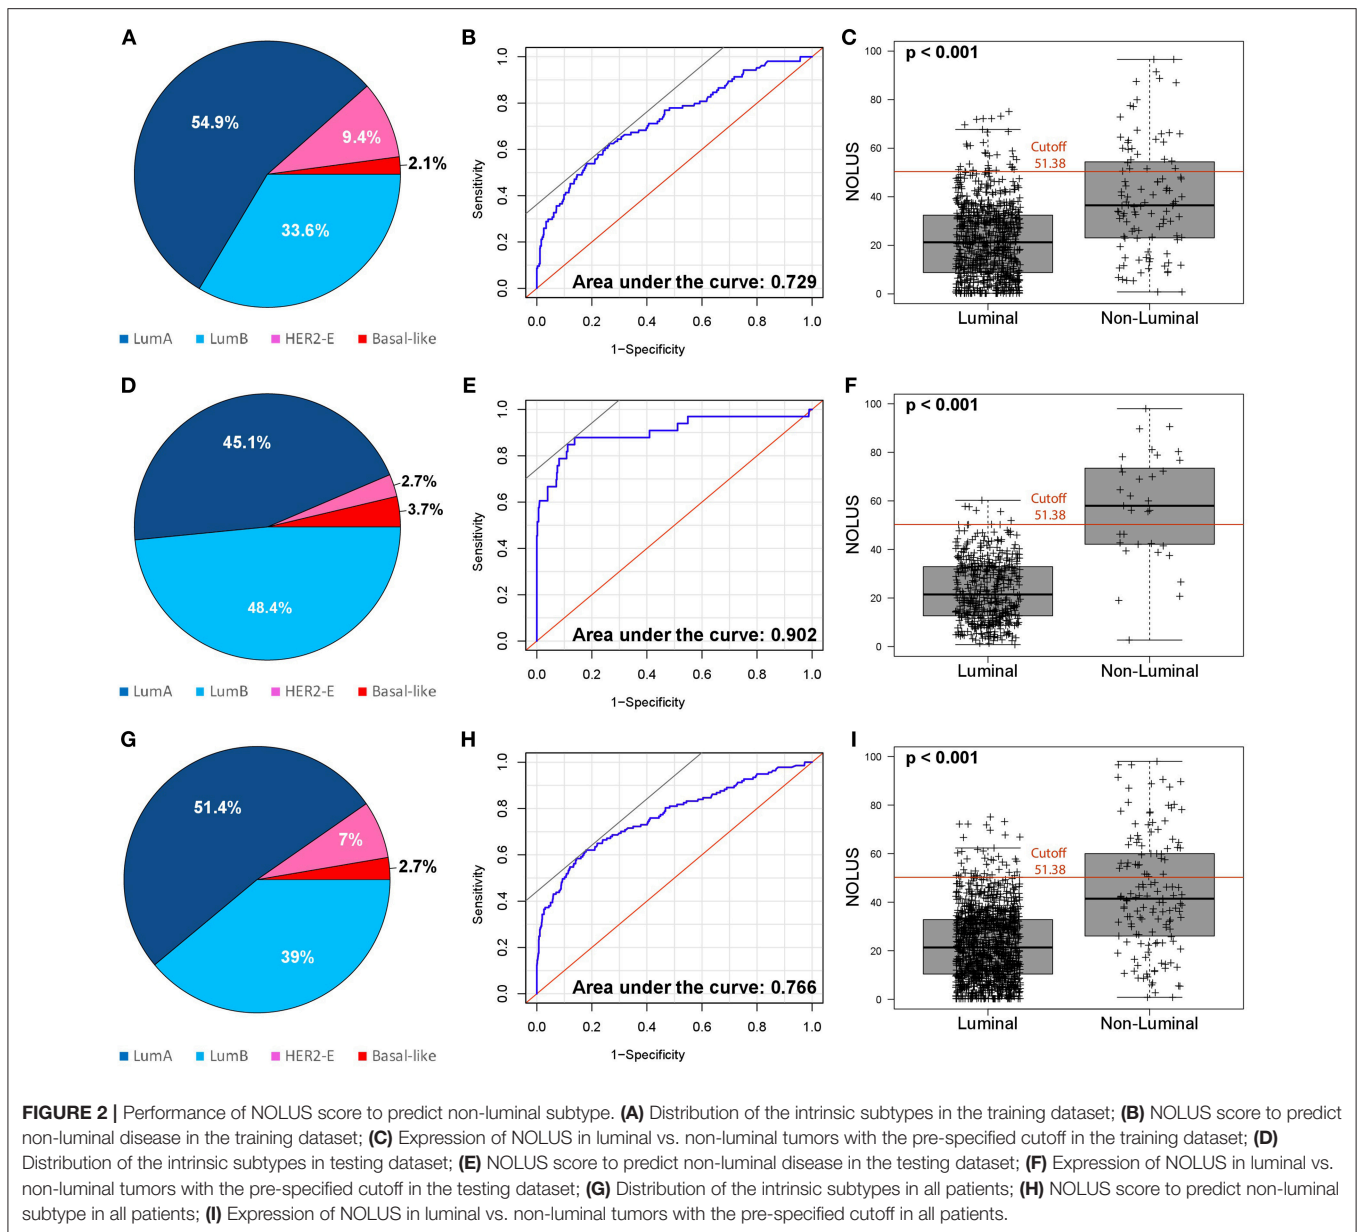 A
54.9%
9.4%
2.1%
33.6%
LumA LumB HER2-E Basal-like
B
Sensitivity
1.0
0.8
0.6
0.4
0.2
0.0
Area under the curve: 0.729
0.0 0.2 0.4 0.6 0.8 1.0
1−Specificity
C
p < 0.001
NOLUS
100
80
60
40
20
0
Cutoff
51.38
Luminal Non-Luminal
D
45.1%
2.7%
3.7%
48.4%
LumA LumB HER2-E Basal-like
E
Sensitivity
1.0
0.8
0.6
0.4
0.2
0.0
Area under the curve: 0.902
0.0 0.2 0.4 0.6 0.8 1.0
1−Specificity
F
p < 0.001
NOLUS
100
80
60
40
20
0
Cutoff
51.38
Luminal Non-Luminal
G
51.4%
7%
2.7%
39%
LumA LumB HER2-E Basal-like
H
Sensitivity
1.0
0.8
0.6
0.4
0.2
0.0
Area under the curve: 0.766
0.0 0.2 0.4 0.6 0.8 1.0
1−Specificity
I
p < 0.001
NOLUS
100
80
60
40
20
0
Cutoff
51.38
Luminal Non-Luminal
FIGURE 2 | Performance of NOLUS score to predict non-luminal subtype. (A) Distribution of the intrinsic subtypes in the training dataset; (B) NOLUS score to predict
non-luminal disease in the training dataset; (C) Expression of NOLUS in luminal vs. non-luminal tumors with the pre-specified cutoff in the training dataset; (D)
Distribution of the intrinsic subtypes in testing dataset; (E) NOLUS score to predict non-luminal disease in the testing dataset; (F) Expression of NOLUS in luminal vs.
non-luminal tumors with the pre-specified cutoff in the testing dataset; (G) Distribution of the intrinsic subtypes in all patients; (H) NOLUS score to predict non-luminal
subtype in all patients; (I) Expression of NOLUS in luminal vs. non-luminal tumors with the pre-specified cutoff in all patients.